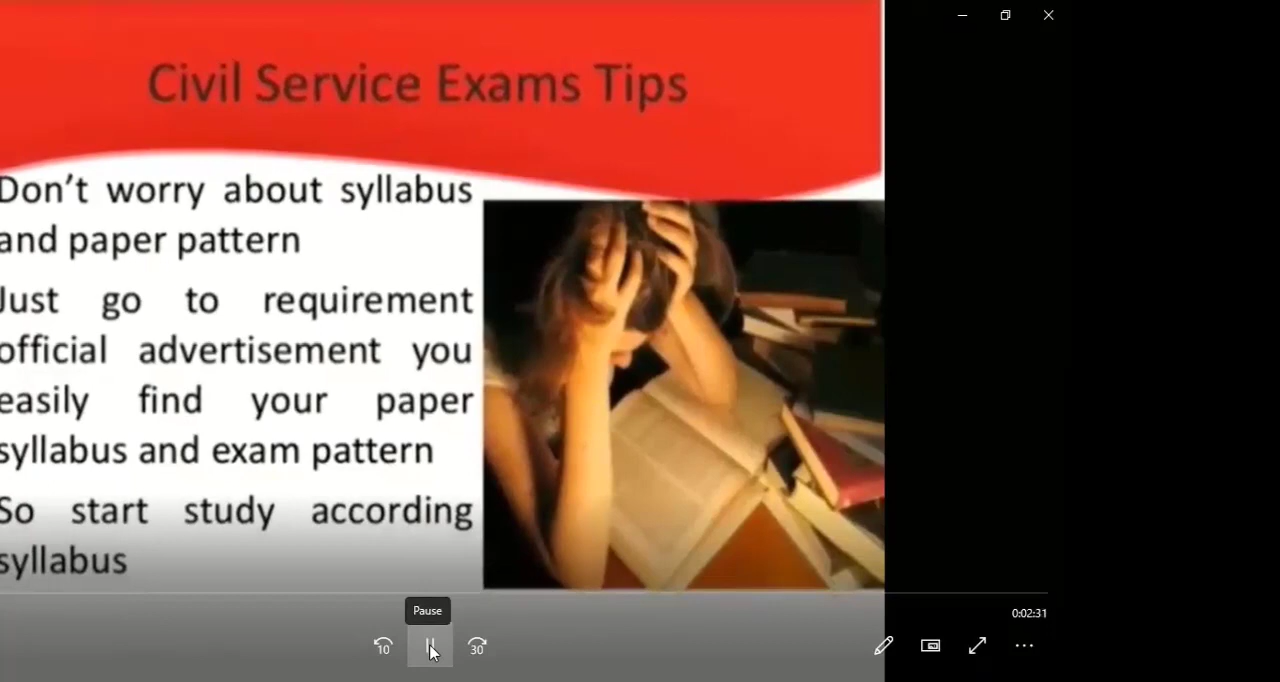 Civil Service Exams Tips
Don't worry about syllabus
and paper pattern
Just go to requirement
official advertisement you
easily find your paper
syllabus and exam pattern
So start study according
syllabus
Pause
0:02:31
10
30